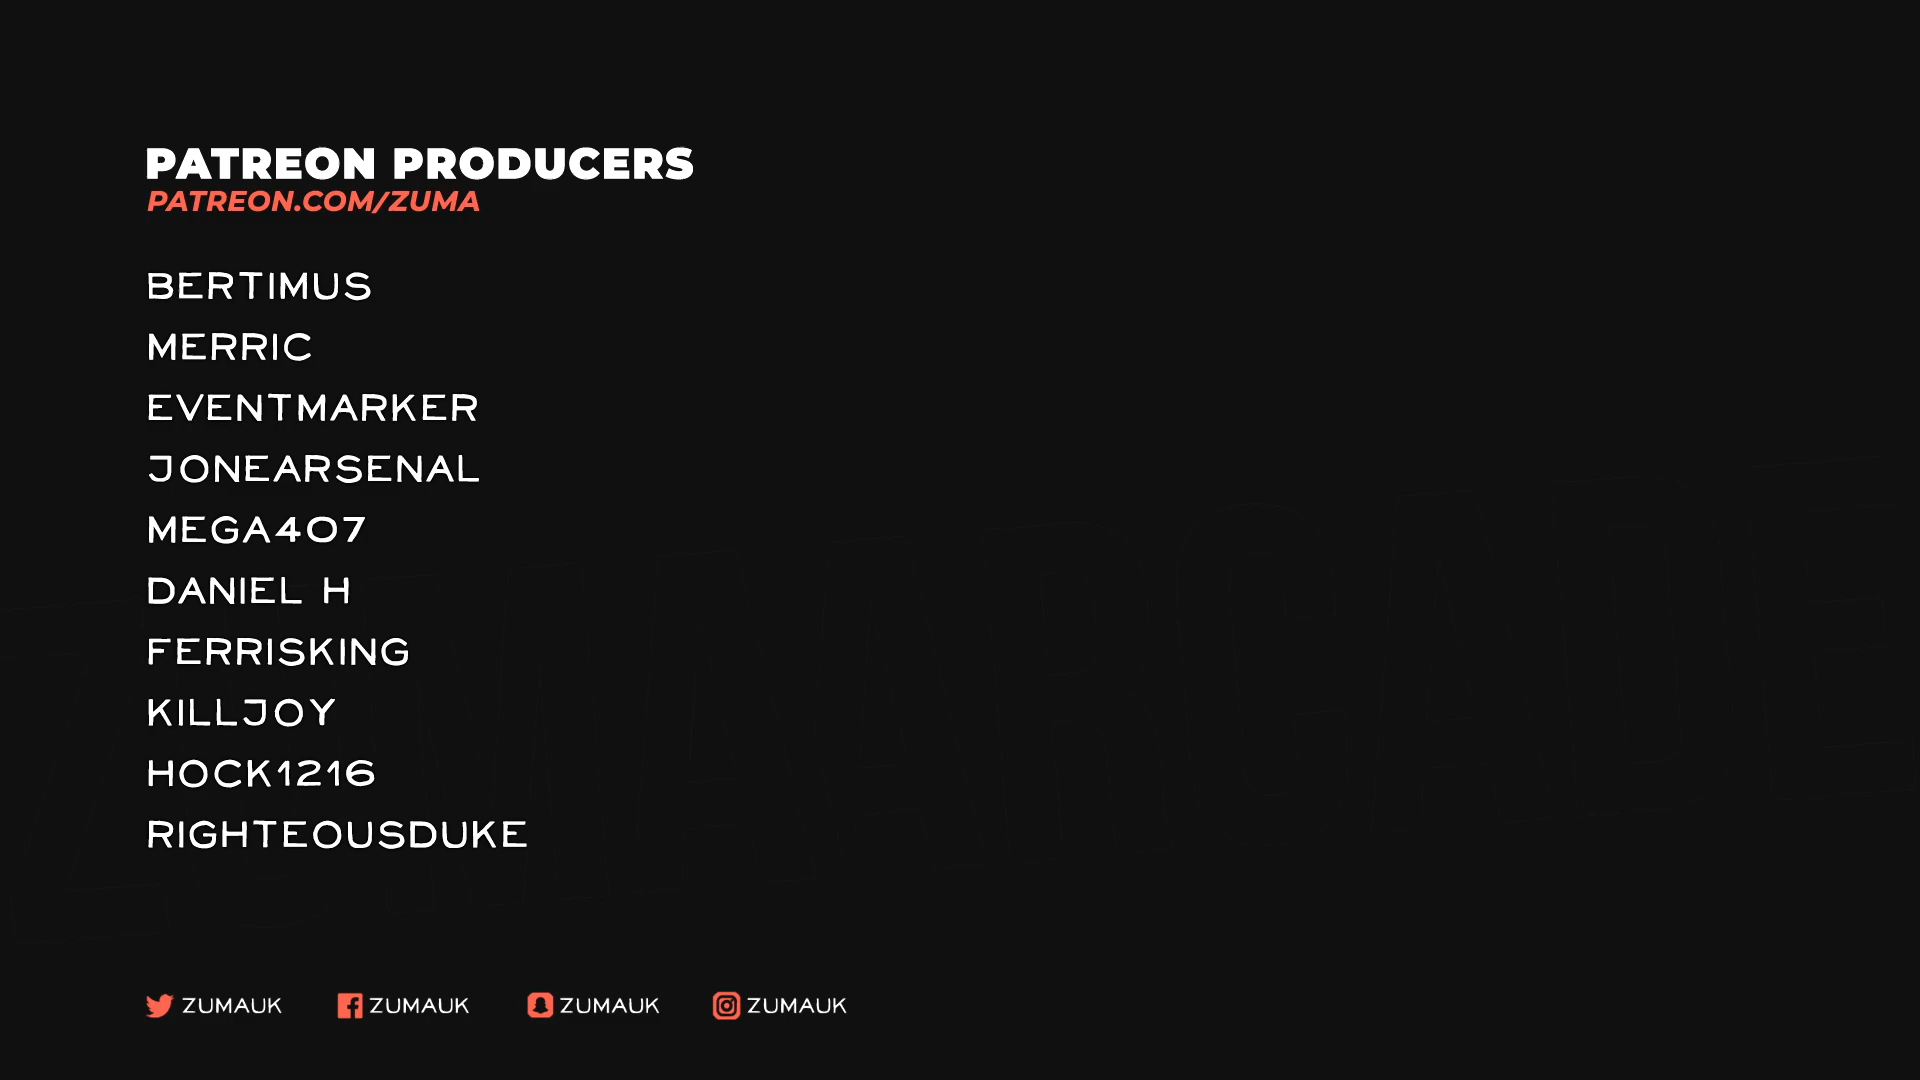 PATREON PRODUCERS
PATREON.COM/ZUMA
BERTIMUS
MERRIC
EVENTMARKER
JONEARSENAL
MEGA407
DANIEL H
FERRISKING
KILLJOY
HOCK1216
RIGHTEOUSDUKE
ZUMAUK ZUMAUK ZUMAUK ZUMAUK